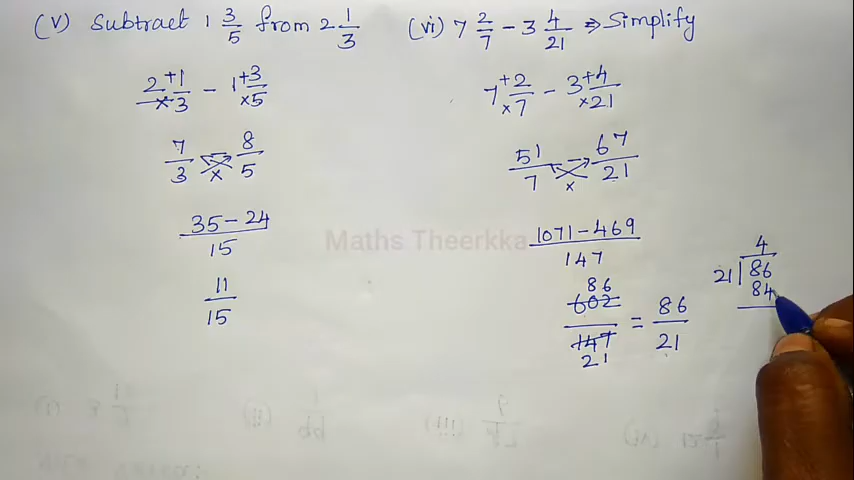 (v) Subtract 1 3/5 from 2 1/3
2 +1/×3 − 1 +3/×5
7/3 − 8/5
×
35 − 24 / 15
11/15
(vi) 7 2/7 − 3 4/21 ⇒ Simplify
7 +2/×7 − 3 +4/×21
51/7 − 67/21
×
1071 − 469 / 147
86
602 / 147 = 86/21
21
4
21 | 86
84
Maths Theerkka